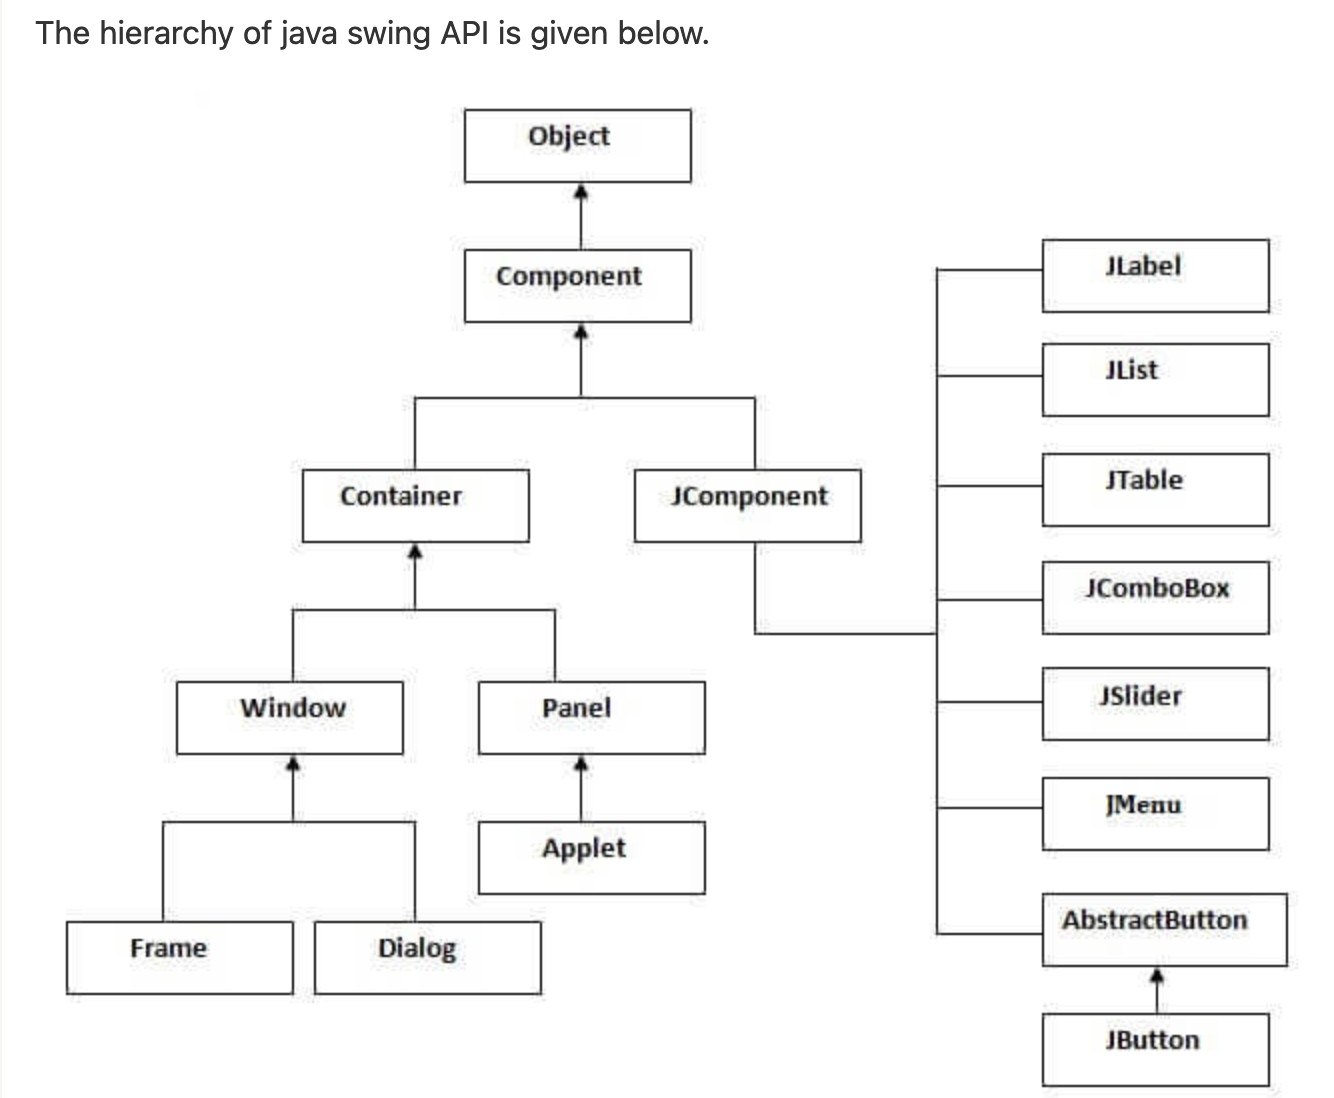 The hierarchy of java swing API is given below.
Object
Component
Container
JComponent
Window
Panel
Applet
Frame
Dialog
JLabel
JList
JTable
JComboBox
JSlider
JMenu
AbstractButton
JButton